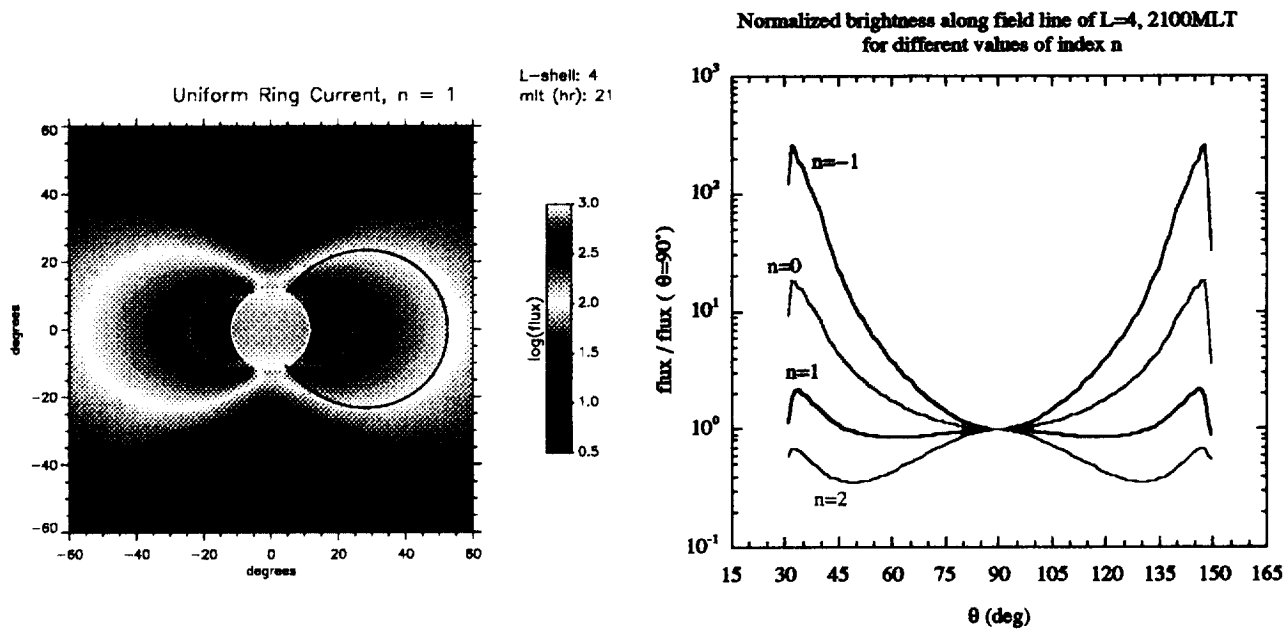 L-shell: 4
mlt (hr): 21
Uniform Ring Current, n = 1
60
40
20
0
-20
-40
-60
degrees
-60 -40 -20 0 20 40 60
degrees
3.0
2.5
2.0
1.5
1.0
0.5
log(flux)
Normalized brightness along field line of L=4, 2100MLT
for different values of index n
10³
10²
10¹
10⁰
10⁻¹
flux / flux ( θ=90°)
n=-1
n=0
n=1
n=2
15 30 45 60 75 90 105 120 135 150 165
θ (deg)